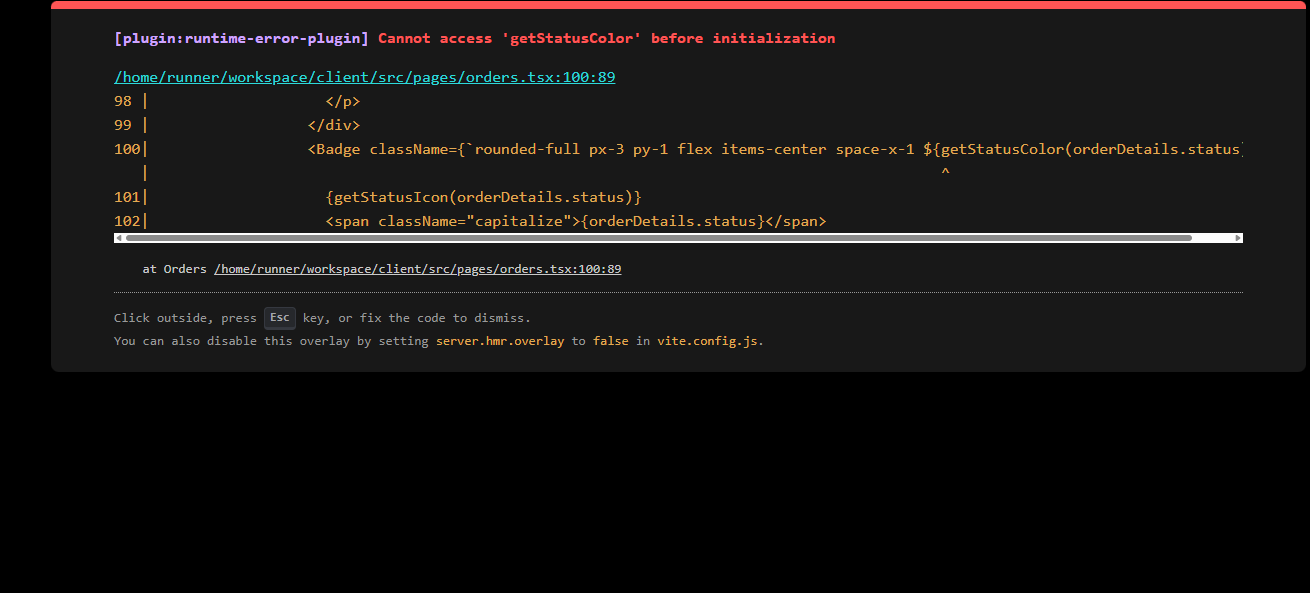 [plugin:runtime-error-plugin] Cannot access 'getStatusColor' before initialization
/home/runner/workspace/client/src/pages/orders.tsx:100:89
98 |                    </p>
99 |                  </div>
100|                  <Badge className={`rounded-full px-3 py-1 flex items-center space-x-1 ${getStatusColor(orderDetails.status)
   |                                                                                           ^
101|                    {getStatusIcon(orderDetails.status)}
102|                    <span className="capitalize">{orderDetails.status}</span>
at Orders /home/runner/workspace/client/src/pages/orders.tsx:100:89
Click outside, press Esc key, or fix the code to dismiss.
You can also disable this overlay by setting server.hmr.overlay to false in vite.config.js.